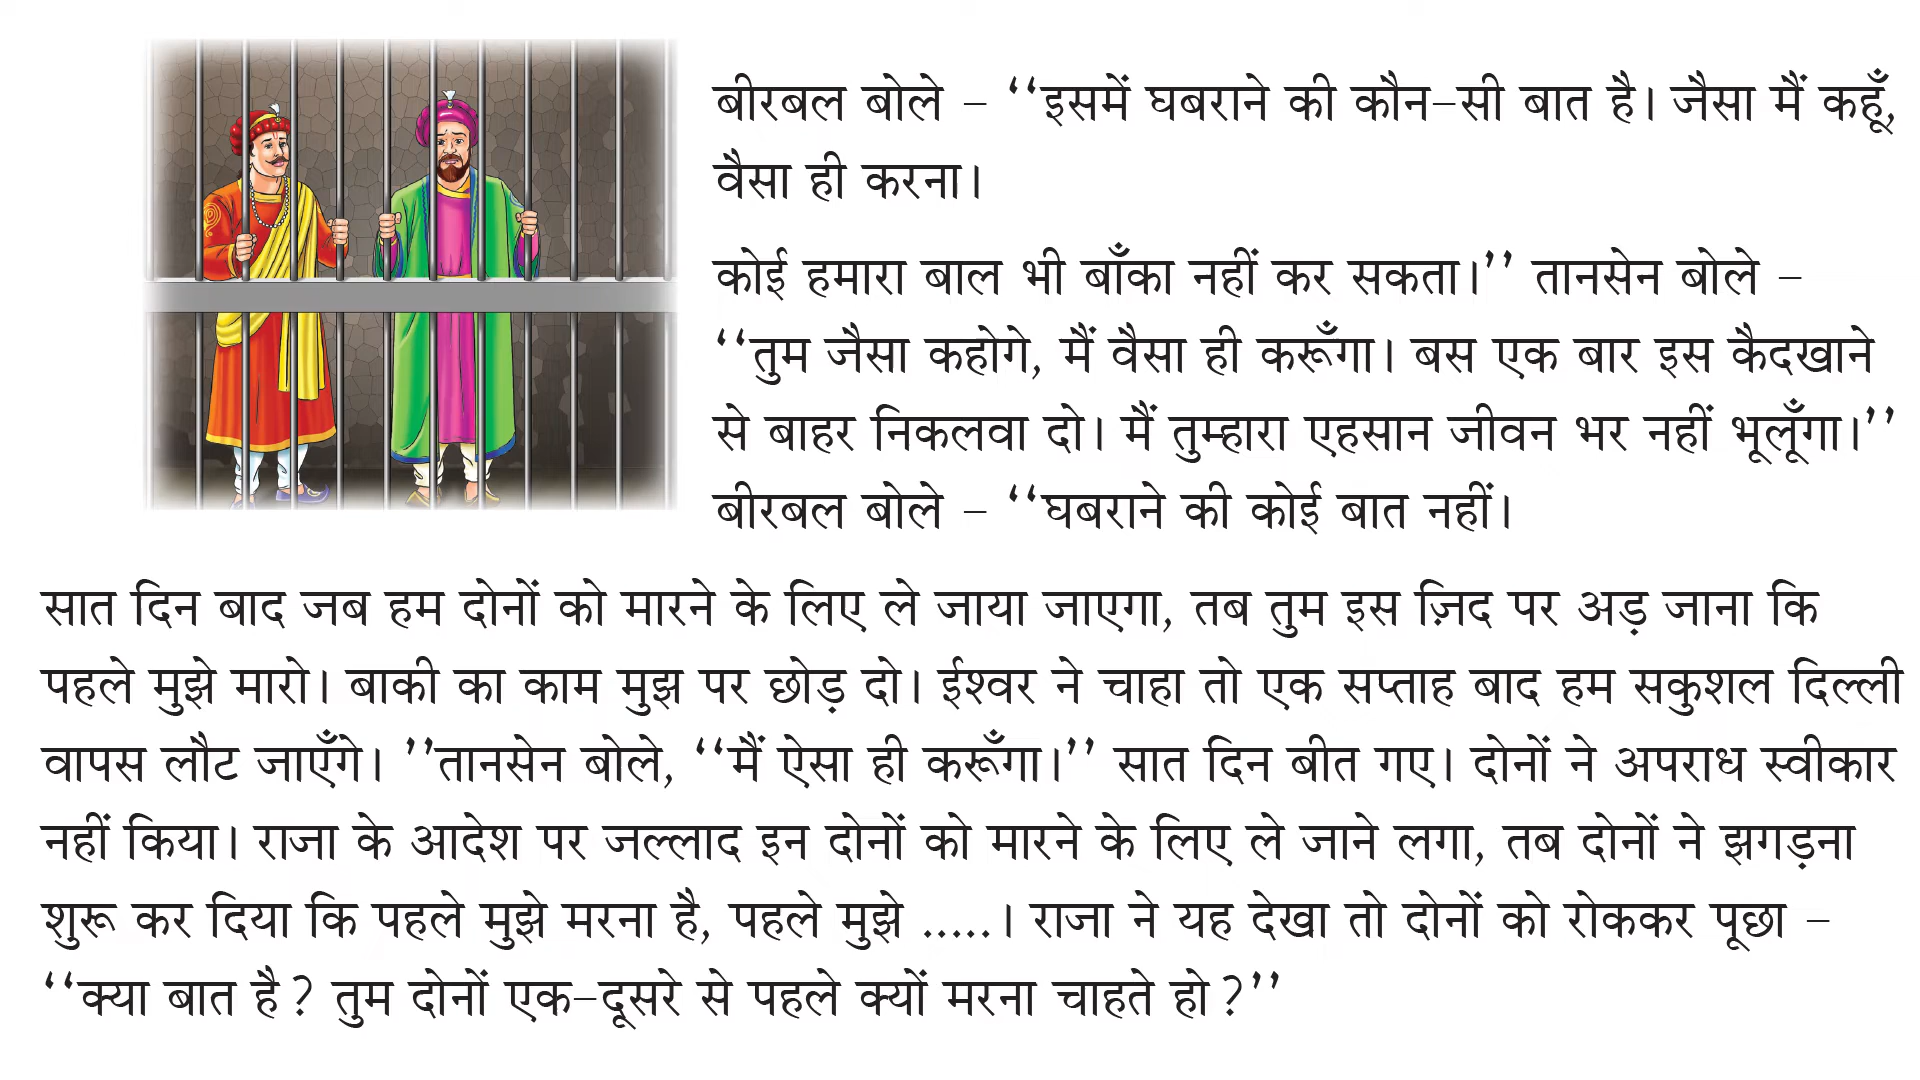 बीरबल बोले – ‘‘इसमें घबराने की कौन–सी बात है। जैसा मैं कहूँ,
वैसा ही करना।
कोई हमारा बाल भी बाँका नहीं कर सकता।’’ तानसेन बोले –
‘‘तुम जैसा कहोगे, मैं वैसा ही करूँगा। बस एक बार इस कैदखाने
से बाहर निकलवा दो। मैं तुम्हारा एहसान जीवन भर नहीं भूलूँगा।’’
बीरबल बोले – ‘‘घबराने की कोई बात नहीं।
सात दिन बाद जब हम दोनों को मारने के लिए ले जाया जाएगा, तब तुम इस ज़िद पर अड़ जाना कि
पहले मुझे मारो। बाकी का काम मुझ पर छोड़ दो। ईश्वर ने चाहा तो एक सप्ताह बाद हम सकुशल दिल्ली
वापस लौट जाएँगे। ’’तानसेन बोले, ‘‘मैं ऐसा ही करूँगा।’’ सात दिन बीत गए। दोनों ने अपराध स्वीकार
नहीं किया। राजा के आदेश पर जल्लाद इन दोनों को मारने के लिए ले जाने लगा, तब दोनों ने झगड़ना
शुरू कर दिया कि पहले मुझे मरना है, पहले मुझे .....। राजा ने यह देखा तो दोनों को रोककर पूछा –
‘‘क्या बात है? तुम दोनों एक–दूसरे से पहले क्यों मरना चाहते हो?’’